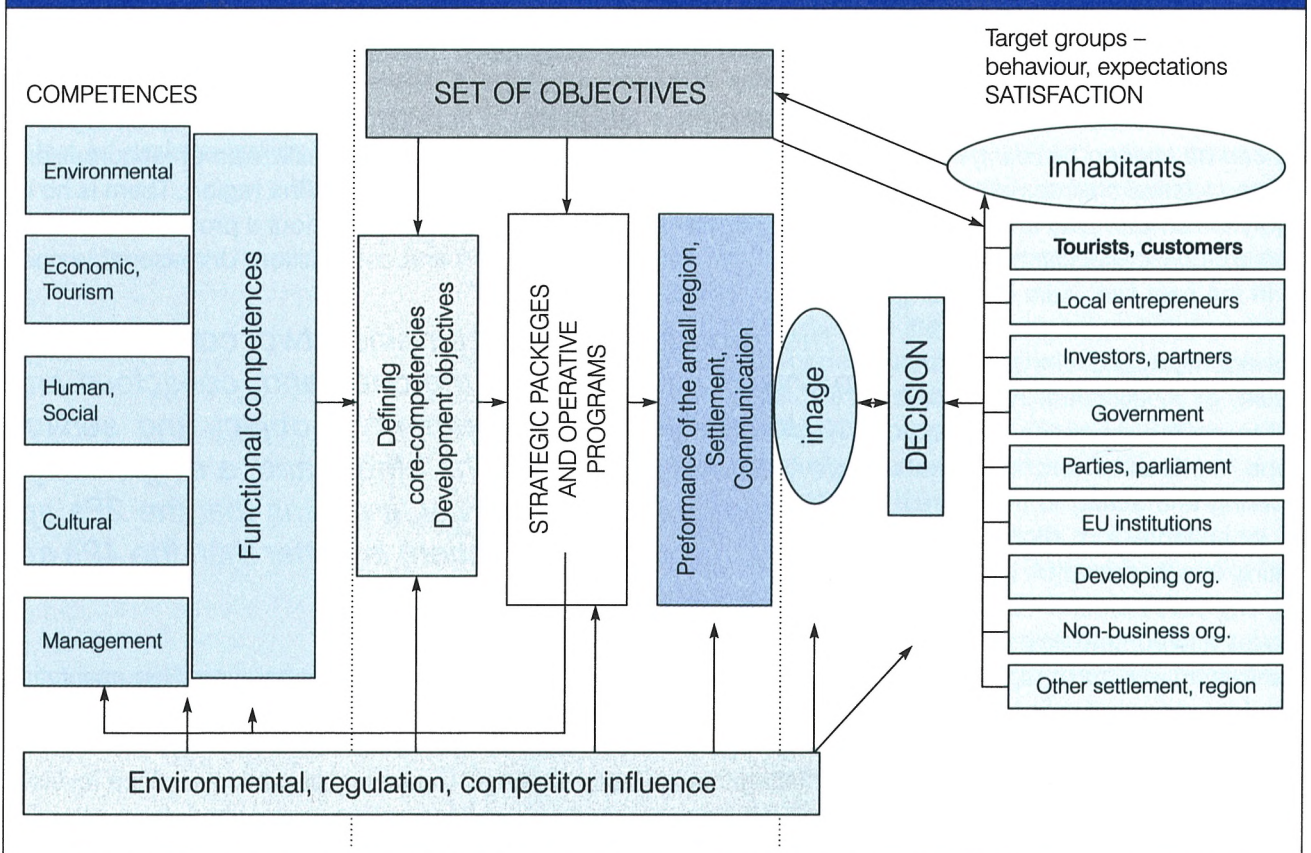 Target groups –
behaviour, expectations
SATISFACTION
COMPETENCES
SET OF OBJECTIVES
Environmental
Economic,
Tourism
Human,
Social
Cultural
Management
Functional competences
Defining
core-competencies
Development objectives
STRATEGIC PACKEGES
AND OPERATIVE
PROGRAMS
Preformance of the amall region,
Settlement,
Communication
image
DECISION
Inhabitants
Tourists, customers
Local entrepreneurs
Investors, partners
Government
Parties, parliament
EU institutions
Developing org.
Non-business org.
Other settlement, region
Environmental, regulation, competitor influence